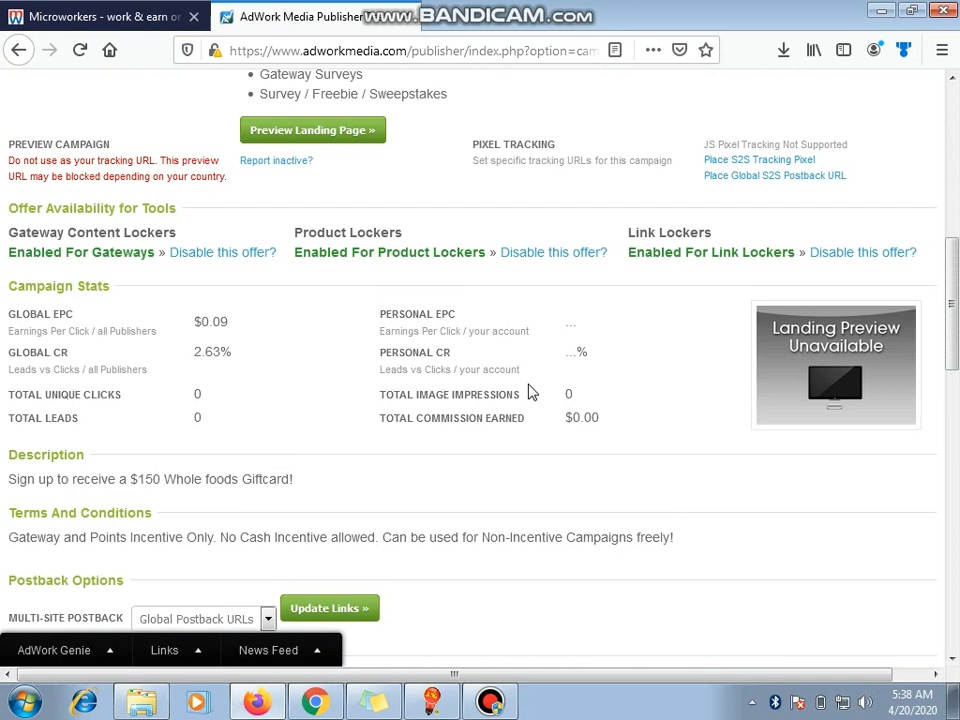 Microworkers - work & earn or
AdWork Media Publisher
www.BANDICAM.com
https://www.adworkmedia.com/publisher/index.php?option=cam
Gateway Surveys
Survey / Freebie / Sweepstakes
Preview Landing Page »
PREVIEW CAMPAIGN
Do not use as your tracking URL. This preview
URL may be blocked depending on your country.
Report inactive?
PIXEL TRACKING
Set specific tracking URLs for this campaign
JS Pixel Tracking Not Supported
Place S2S Tracking Pixel
Place Global S2S Postback URL
Offer Availability for Tools
Gateway Content Lockers
Enabled For Gateways » Disable this offer?
Product Lockers
Enabled For Product Lockers » Disable this offer?
Link Lockers
Enabled For Link Lockers » Disable this offer?
Campaign Stats
GLOBAL EPC
Earnings Per Click / all Publishers
$0.09
PERSONAL EPC
Earnings Per Click / your account
...
GLOBAL CR
Leads vs Clicks / all Publishers
2.63%
PERSONAL CR
Leads vs Clicks / your account
...%
TOTAL UNIQUE CLICKS 0
TOTAL IMAGE IMPRESSIONS 0
TOTAL LEADS 0
TOTAL COMMISSION EARNED $0.00
Landing Preview
Unavailable
Description
Sign up to receive a $150 Whole foods Giftcard!
Terms And Conditions
Gateway and Points Incentive Only. No Cash Incentive allowed. Can be used for Non-Incentive Campaigns freely!
Postback Options
MULTI-SITE POSTBACK
Global Postback URLs
Update Links »
AdWork Genie
Links
News Feed
5:38 AM
4/20/2020